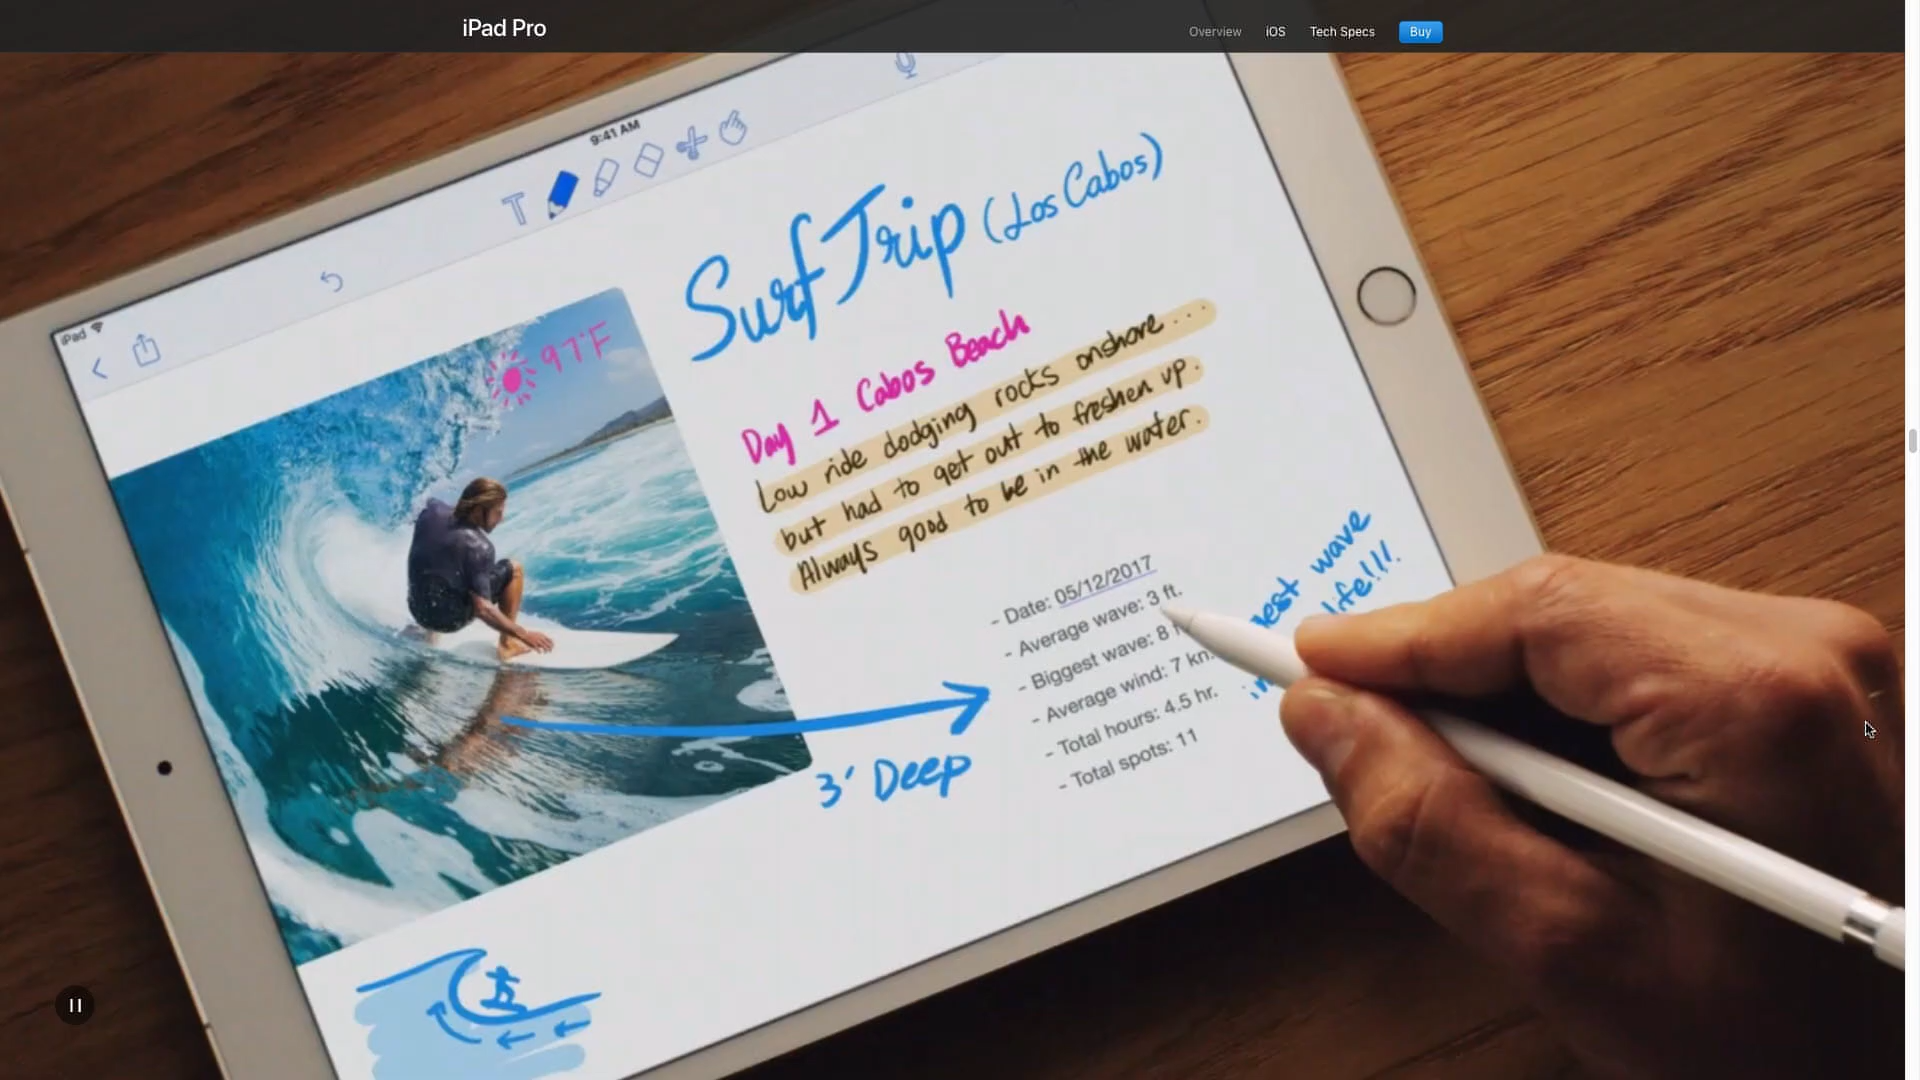 iPad Pro
Overview
iOS
Tech Specs
Buy
iPad
9:41 AM
T
Surf Trip (Los Cabos)
97°F
Day 1 Cabos Beach
Low ride dodging rocks onshore...
but had to get out to freshen up.
Always good to be in the water.
- Date: 05/12/2017
- Average wave: 3 ft.
- Biggest wave: 8
- Average wind: 7 kn.
- Total hours: 4.5 hr.
- Total spots: 11
wave
3' Deep